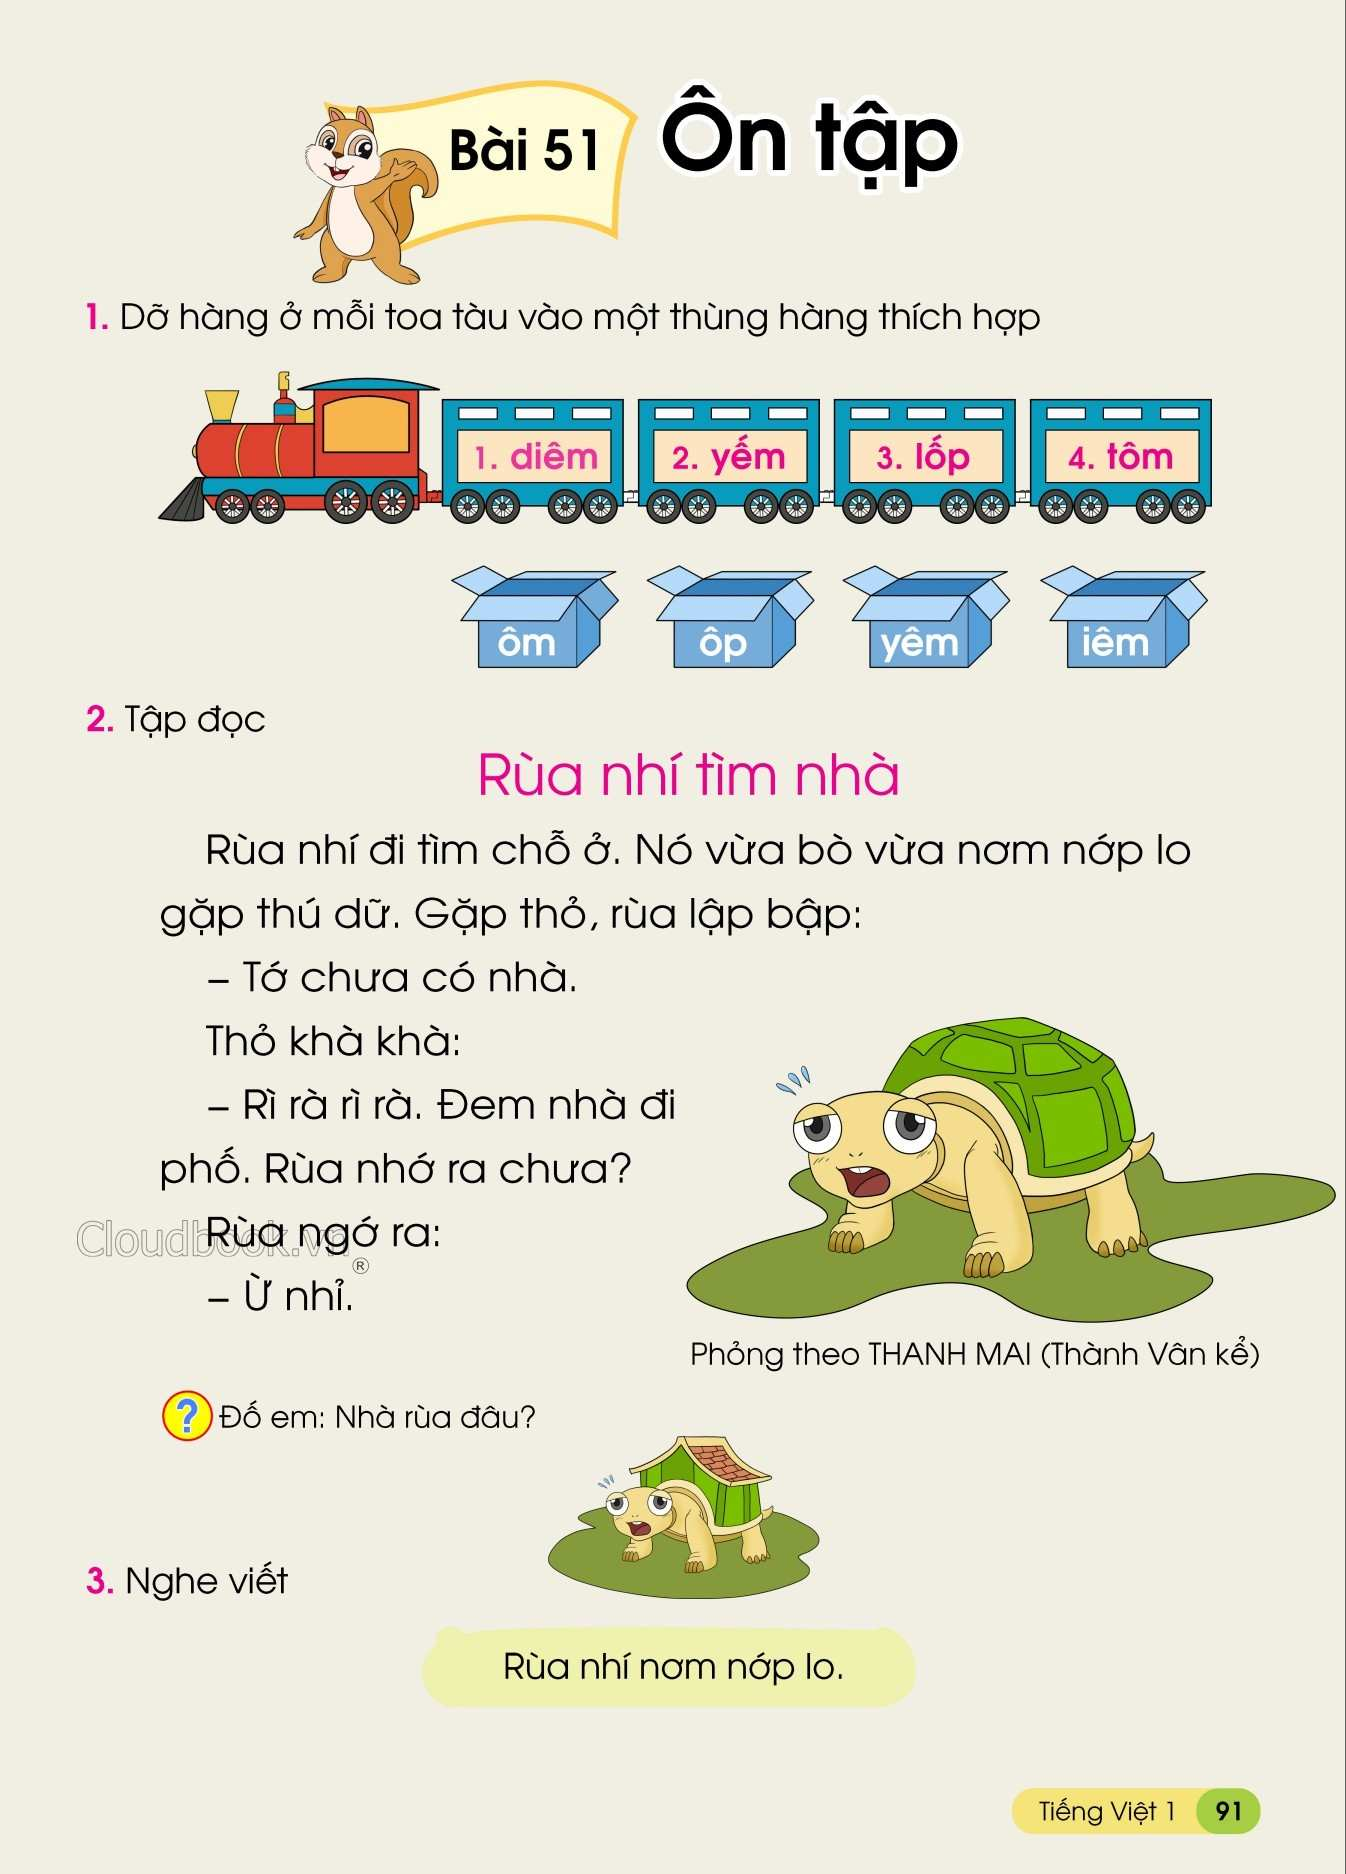 Bài 51
Ôn tập
1. Dỡ hàng ở mỗi toa tàu vào một thùng hàng thích hợp
1. diêm
2. yếm
3. lốp
4. tôm
ôm
ôp
yêm
iêm
2. Tập đọc
Rùa nhí tìm nhà
Rùa nhí đi tìm chỗ ở. Nó vừa bò vừa nơm nớp lo
gặp thú dữ. Gặp thỏ, rùa lập bập:
– Tớ chưa có nhà.
Thỏ khà khà:
– Rì rà rì rà. Đem nhà đi
phố. Rùa nhớ ra chưa?
Rùa ngớ ra:
Cloudbook.vn ®
– Ừ nhỉ.
Phỏng theo THANH MAI (Thành Vân kể)
? Đố em: Nhà rùa đâu?
3. Nghe viết
Rùa nhí nơm nớp lo.
Tiếng Việt 1 91